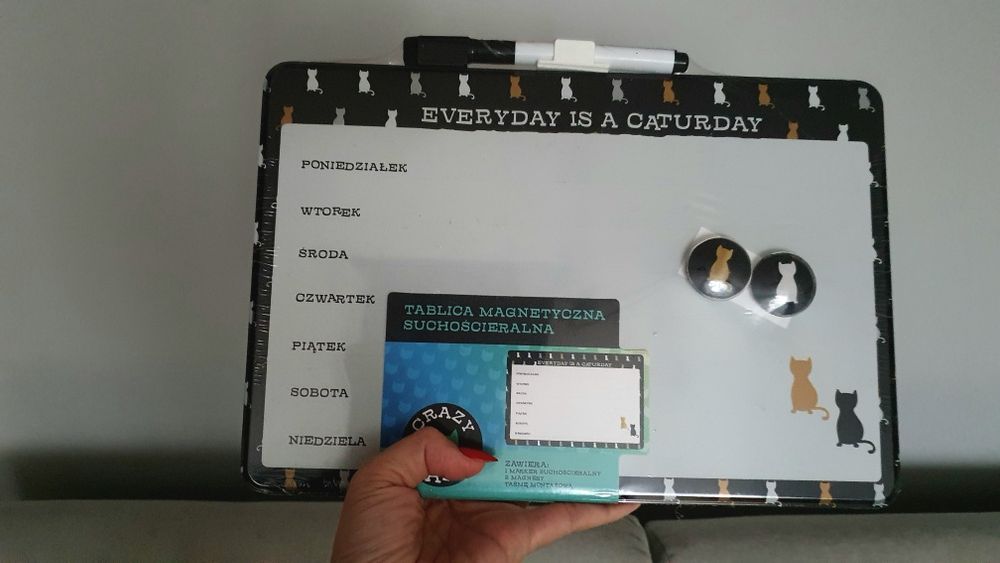 EVERYDAY IS A CATURDAY
PONIEDZIAŁEK
WTOREK
ŚRODA
CZWARTEK
PIĄTEK
SOBOTA
NIEDZIELA
TABLICA MAGNETYCZNA
SUCHOŚCIERALNA
EVERYDAY IS A CATURDAY
CRAZY
ZAWIERA:
1 MARKER SUCHOŚCIERALNY
2 MAGNESY
TAŚMĘ MONTAŻOWĄ